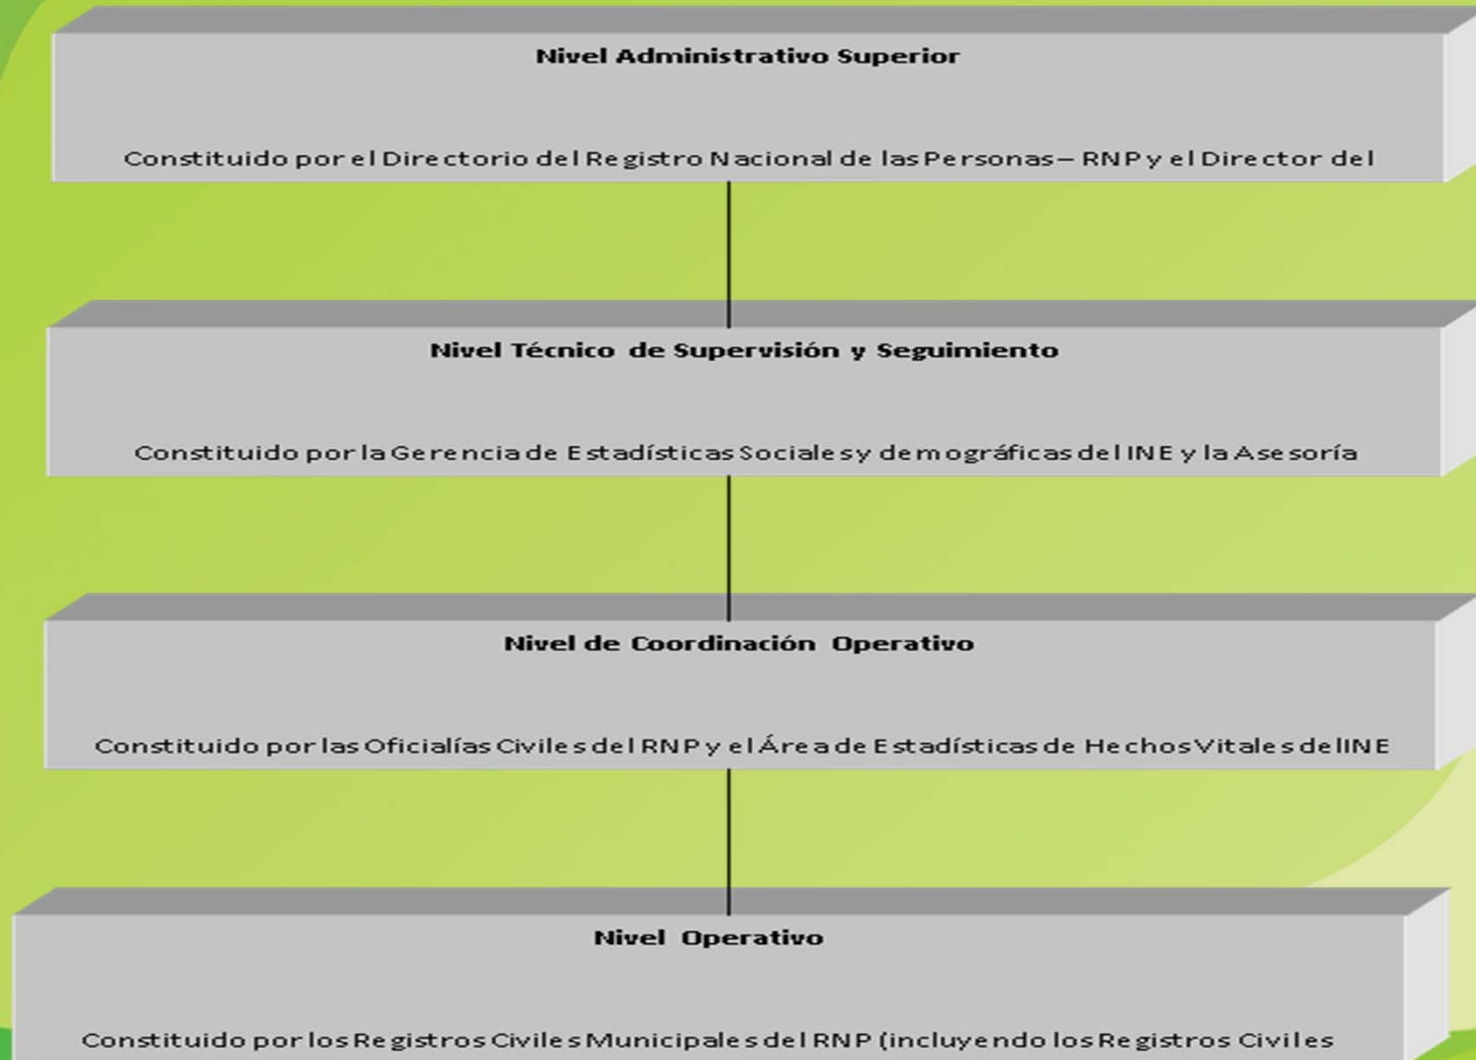 Nivel Administrativo Superior
Constituido por el Directorio del Registro Nacional de las Personas– RNP y el Director del
Nivel Técnico de Supervisión y Seguimiento
Constituido por la Gerencia de Estadísticas Sociales y demográficas del INE y la Asesoría
Nivel de Coordinación Operativo
Constituido por las Oficialías Civiles del RNP y el Área de Estadísticas de Hechos Vitales del INE
Nivel Operativo
Constituido por los Registros Civiles Municipales del RNP (incluyendo los Registros Civiles